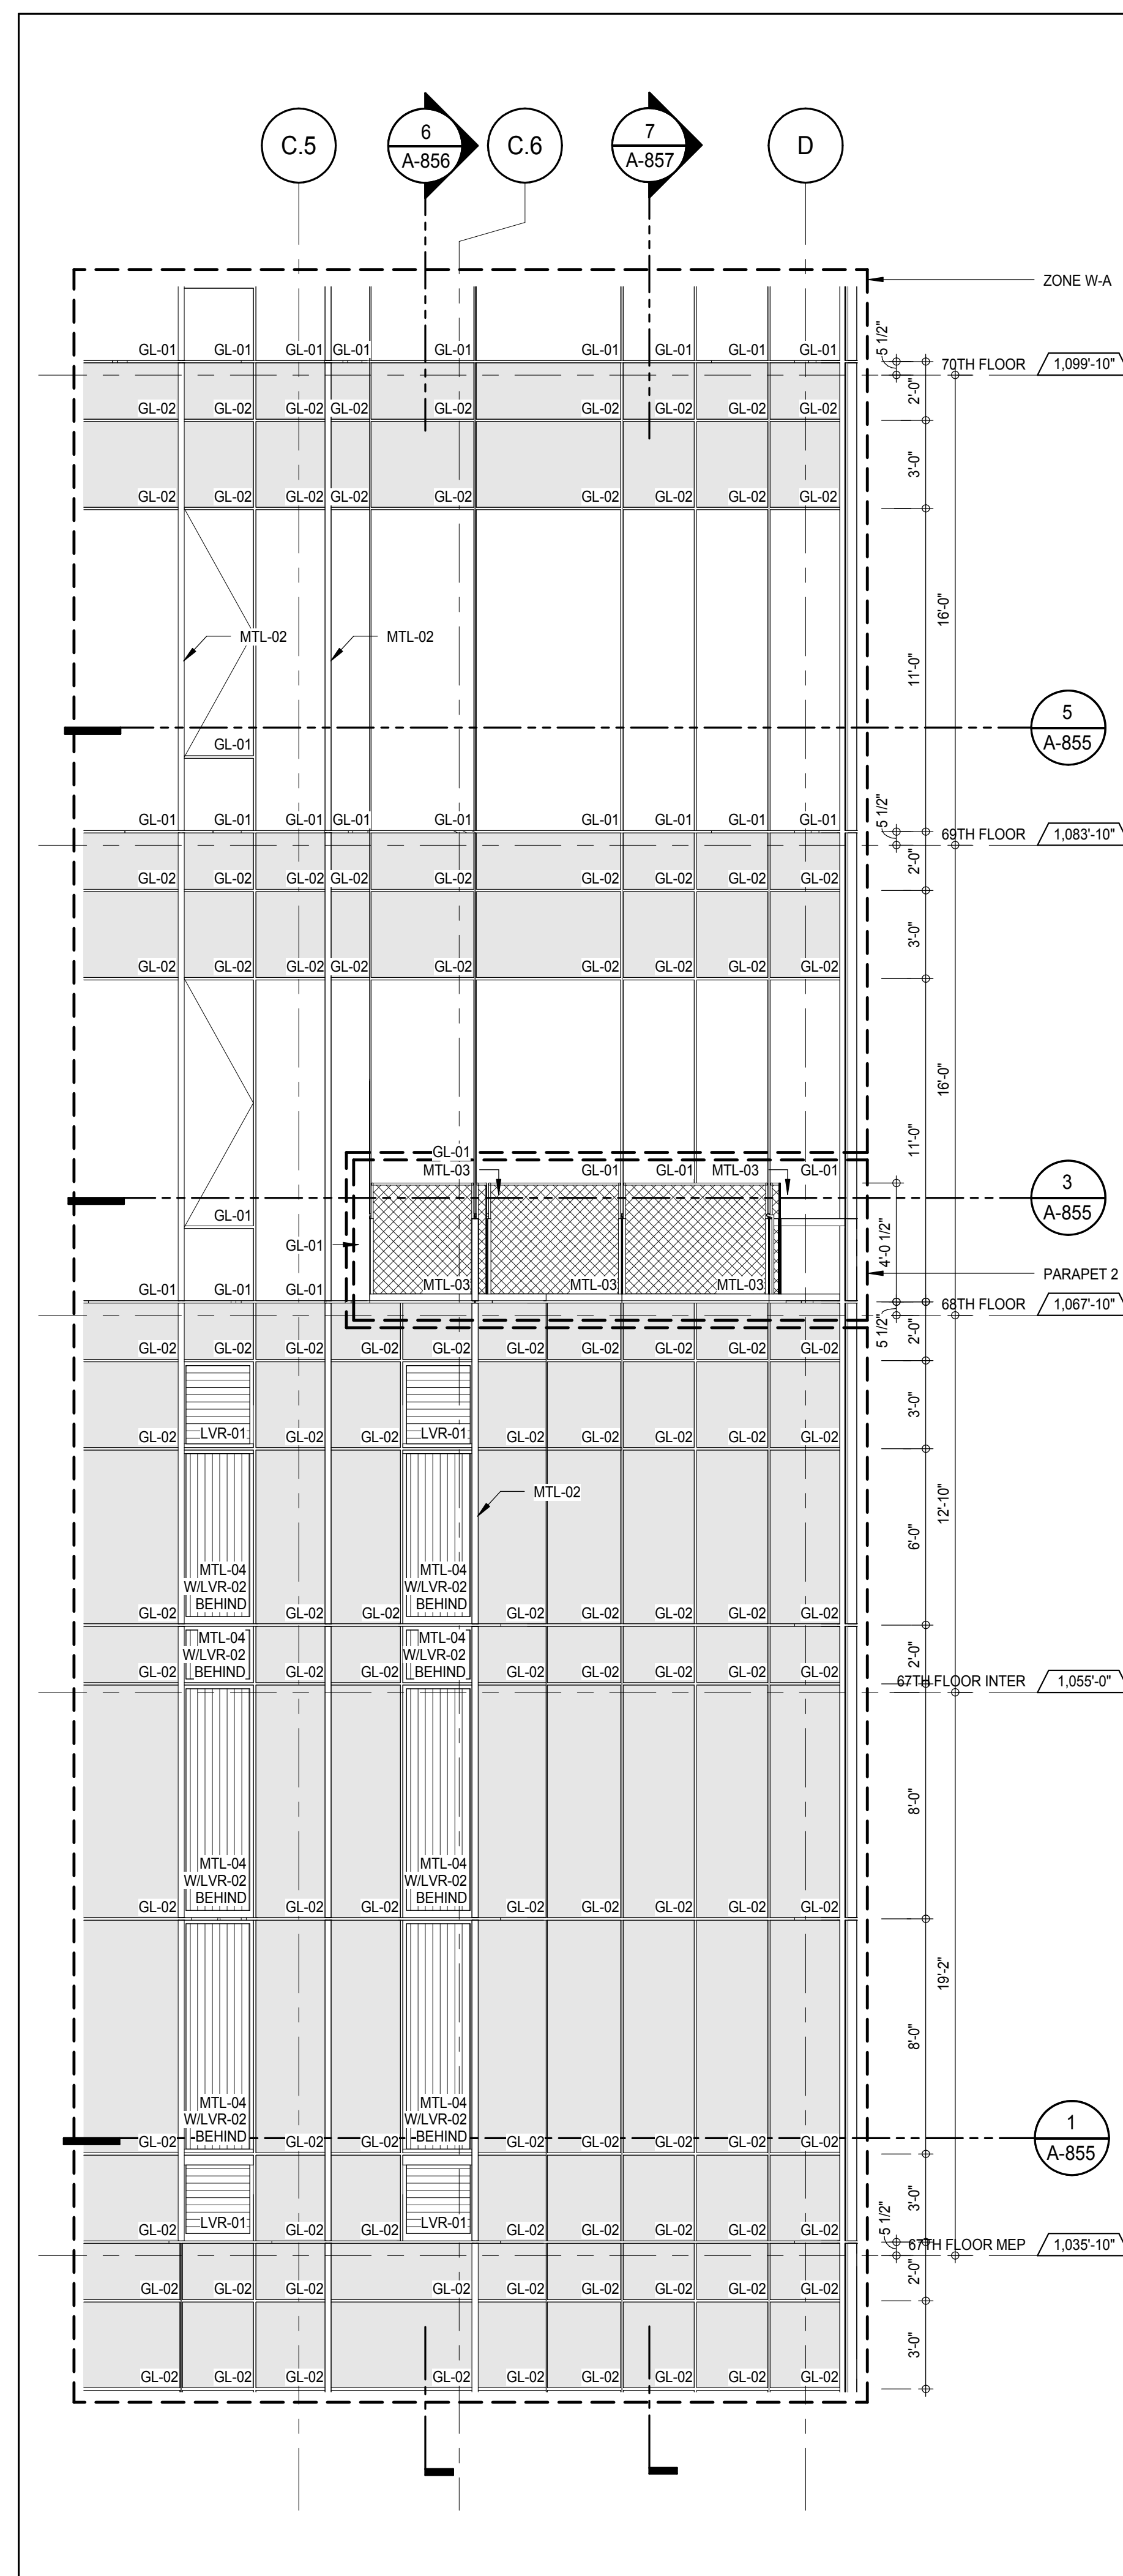 C.5
6
A-856
C.6
7
A-857
D
ZONE W-A
GL-01 GL-01 GL-01 GL-01 GL-01 GL-01 GL-01 GL-01 GL-01
5 1/2"
70TH FLOOR 1,099'-10"
2'-0"
GL-02 GL-02 GL-02 GL-02 GL-02 GL-02 GL-02 GL-02 GL-02
3'-0"
GL-02 GL-02 GL-02 GL-02 GL-02 GL-02 GL-02 GL-02 GL-02
16'-0"
MTL-02 MTL-02
11'-0"
5
A-855
GL-01
GL-01 GL-01 GL-01 GL-01 GL-01 GL-01 GL-01 GL-01 GL-01
5 1/2"
69TH FLOOR 1,083'-10"
2'-0"
GL-02 GL-02 GL-02 GL-02 GL-02 GL-02 GL-02 GL-02 GL-02
3'-0"
GL-02 GL-02 GL-02 GL-02 GL-02 GL-02 GL-02 GL-02 GL-02
16'-0"
11'-0"
GL-01
MTL-03 GL-01 GL-01 MTL-03 GL-01
3
A-855
GL-01
GL-01
4'-0 1/2"
PARAPET 2
GL-01 GL-01 GL-01 MTL-03 MTL-03 MTL-03
68TH FLOOR 1,067'-10"
5 1/2"
2'-0"
GL-02 GL-02 GL-02 GL-02 GL-02 GL-02 GL-02 GL-02 GL-02 GL-02
3'-0"
GL-02 LVR-01 GL-02 GL-02 LVR-01 GL-02 GL-02 GL-02 GL-02 GL-02
MTL-02
12'-10"
6'-0"
MTL-04 MTL-04
W/LVR-02 W/LVR-02
BEHIND BEHIND
GL-02 GL-02 GL-02 GL-02 GL-02 GL-02 GL-02 GL-02
MTL-04 MTL-04
W/LVR-02 W/LVR-02
BEHIND BEHIND
2'-0"
GL-02 GL-02 GL-02 GL-02 GL-02 GL-02 GL-02 GL-02
67TH FLOOR INTER 1,055'-0"
8'-0"
MTL-04 MTL-04
W/LVR-02 W/LVR-02
BEHIND BEHIND
GL-02 GL-02 GL-02 GL-02 GL-02 GL-02 GL-02 GL-02
19'-2"
8'-0"
MTL-04 MTL-04
W/LVR-02 W/LVR-02
BEHIND BEHIND
GL-02 GL-02 GL-02 GL-02 GL-02 GL-02 GL-02 GL-02
1
A-855
3'-0"
GL-02 LVR-01 GL-02 GL-02 LVR-01 GL-02 GL-02 GL-02 GL-02 GL-02
5 1/2"
67TH FLOOR MEP 1,035'-10"
2'-0"
GL-02 GL-02 GL-02 GL-02 GL-02 GL-02 GL-02 GL-02 GL-02
3'-0"
GL-02 GL-02 GL-02 GL-02 GL-02 GL-02 GL-02 GL-02 GL-02